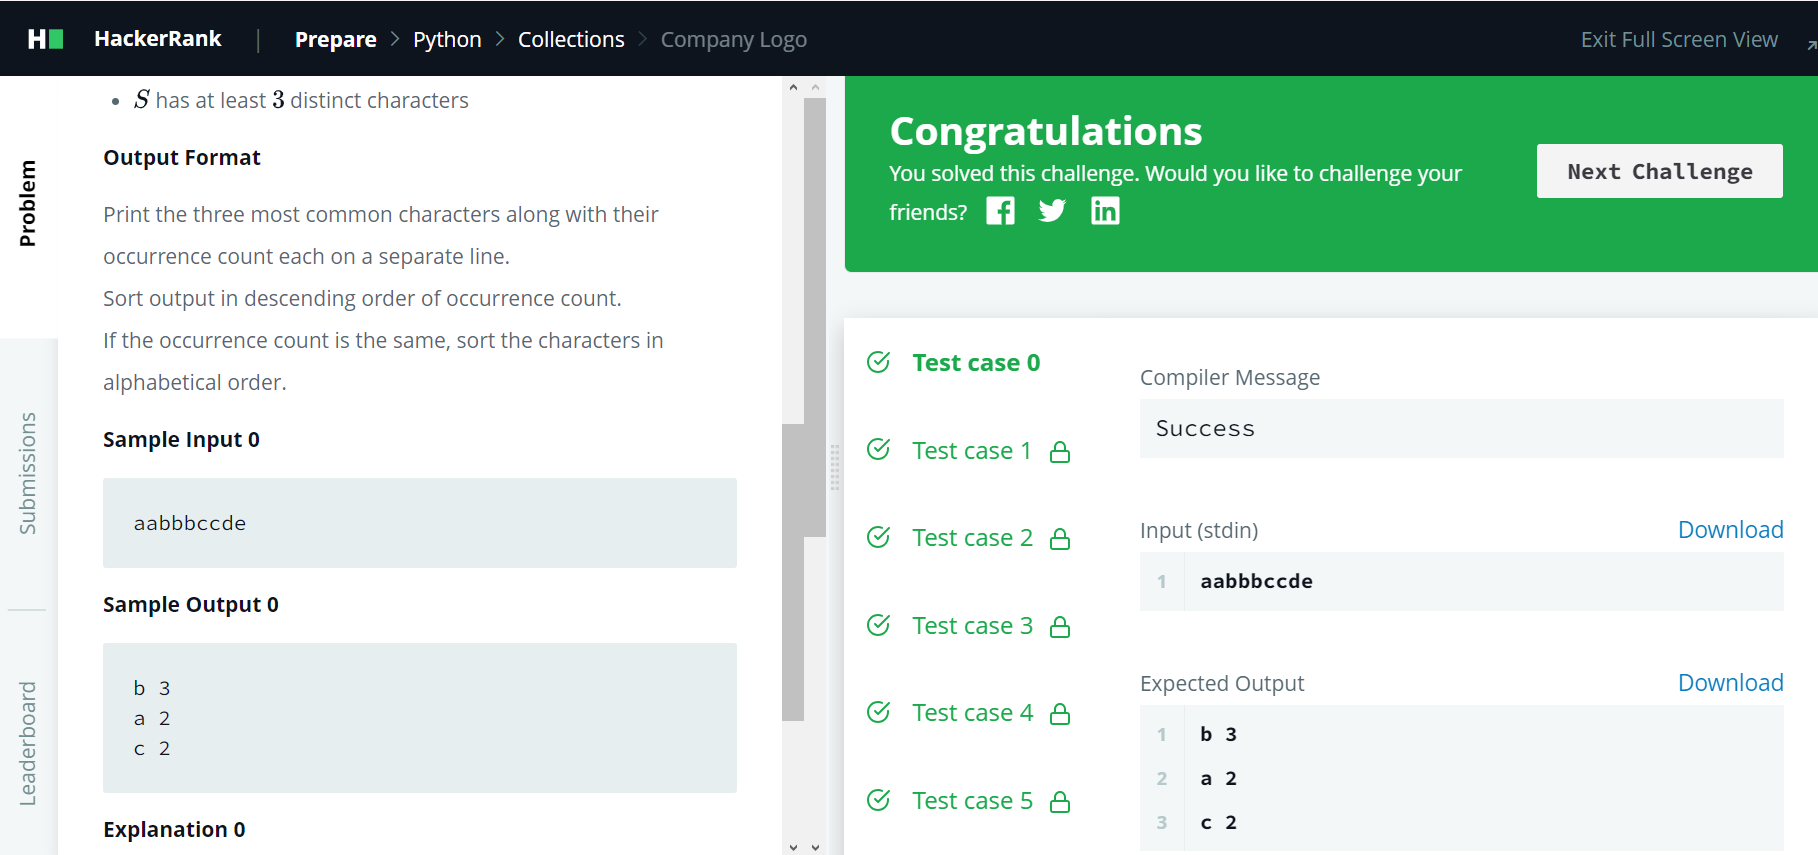 H HackerRank | Prepare > Python > Collections > Company Logo Exit Full Screen View
Problem
Submissions
Leaderboard
• S has at least 3 distinct characters
Output Format
Print the three most common characters along with their
occurrence count each on a separate line.
Sort output in descending order of occurrence count.
If the occurrence count is the same, sort the characters in
alphabetical order.
Sample Input 0
aabbbccde
Sample Output 0
b 3
a 2
c 2
Explanation 0
Congratulations
You solved this challenge. Would you like to challenge your
friends?
Next Challenge
Test case 0
Test case 1
Test case 2
Test case 3
Test case 4
Test case 5
Compiler Message
Success
Input (stdin) Download
1 aabbbccde
Expected Output Download
1 b 3
2 a 2
3 c 2